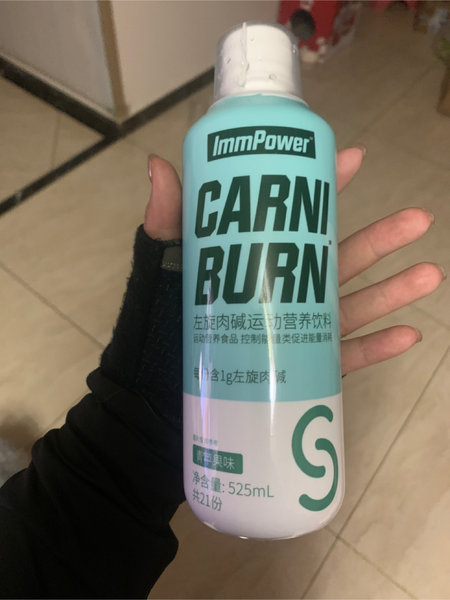 ImmPower
CARNI
BURN
左旋肉碱运动营养饮料
运动营养食品 控制能量类促进能量消耗
每份含1g左旋肉碱
青苹果味
净含量: 525mL
共21份